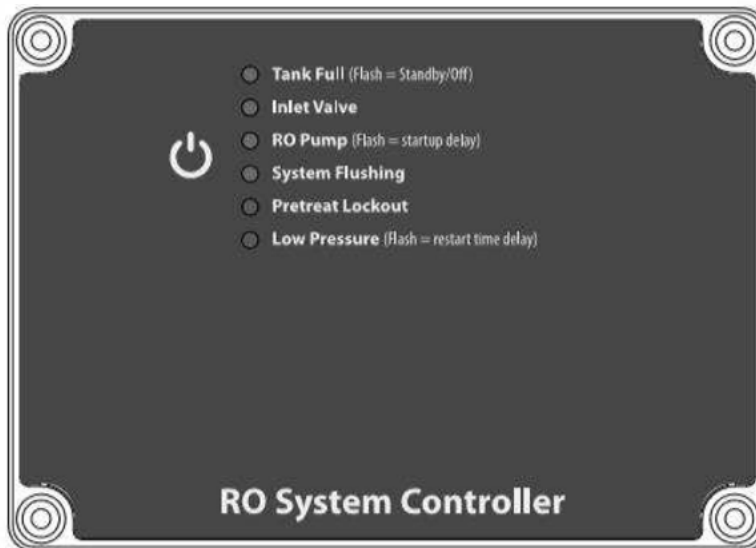 Tank Full (Flash = Standby/Off)
Inlet Valve
RO Pump (Flash = startup delay)
System Flushing
Pretreat Lockout
Low Pressure (Flash = restart time delay)
RO System Controller